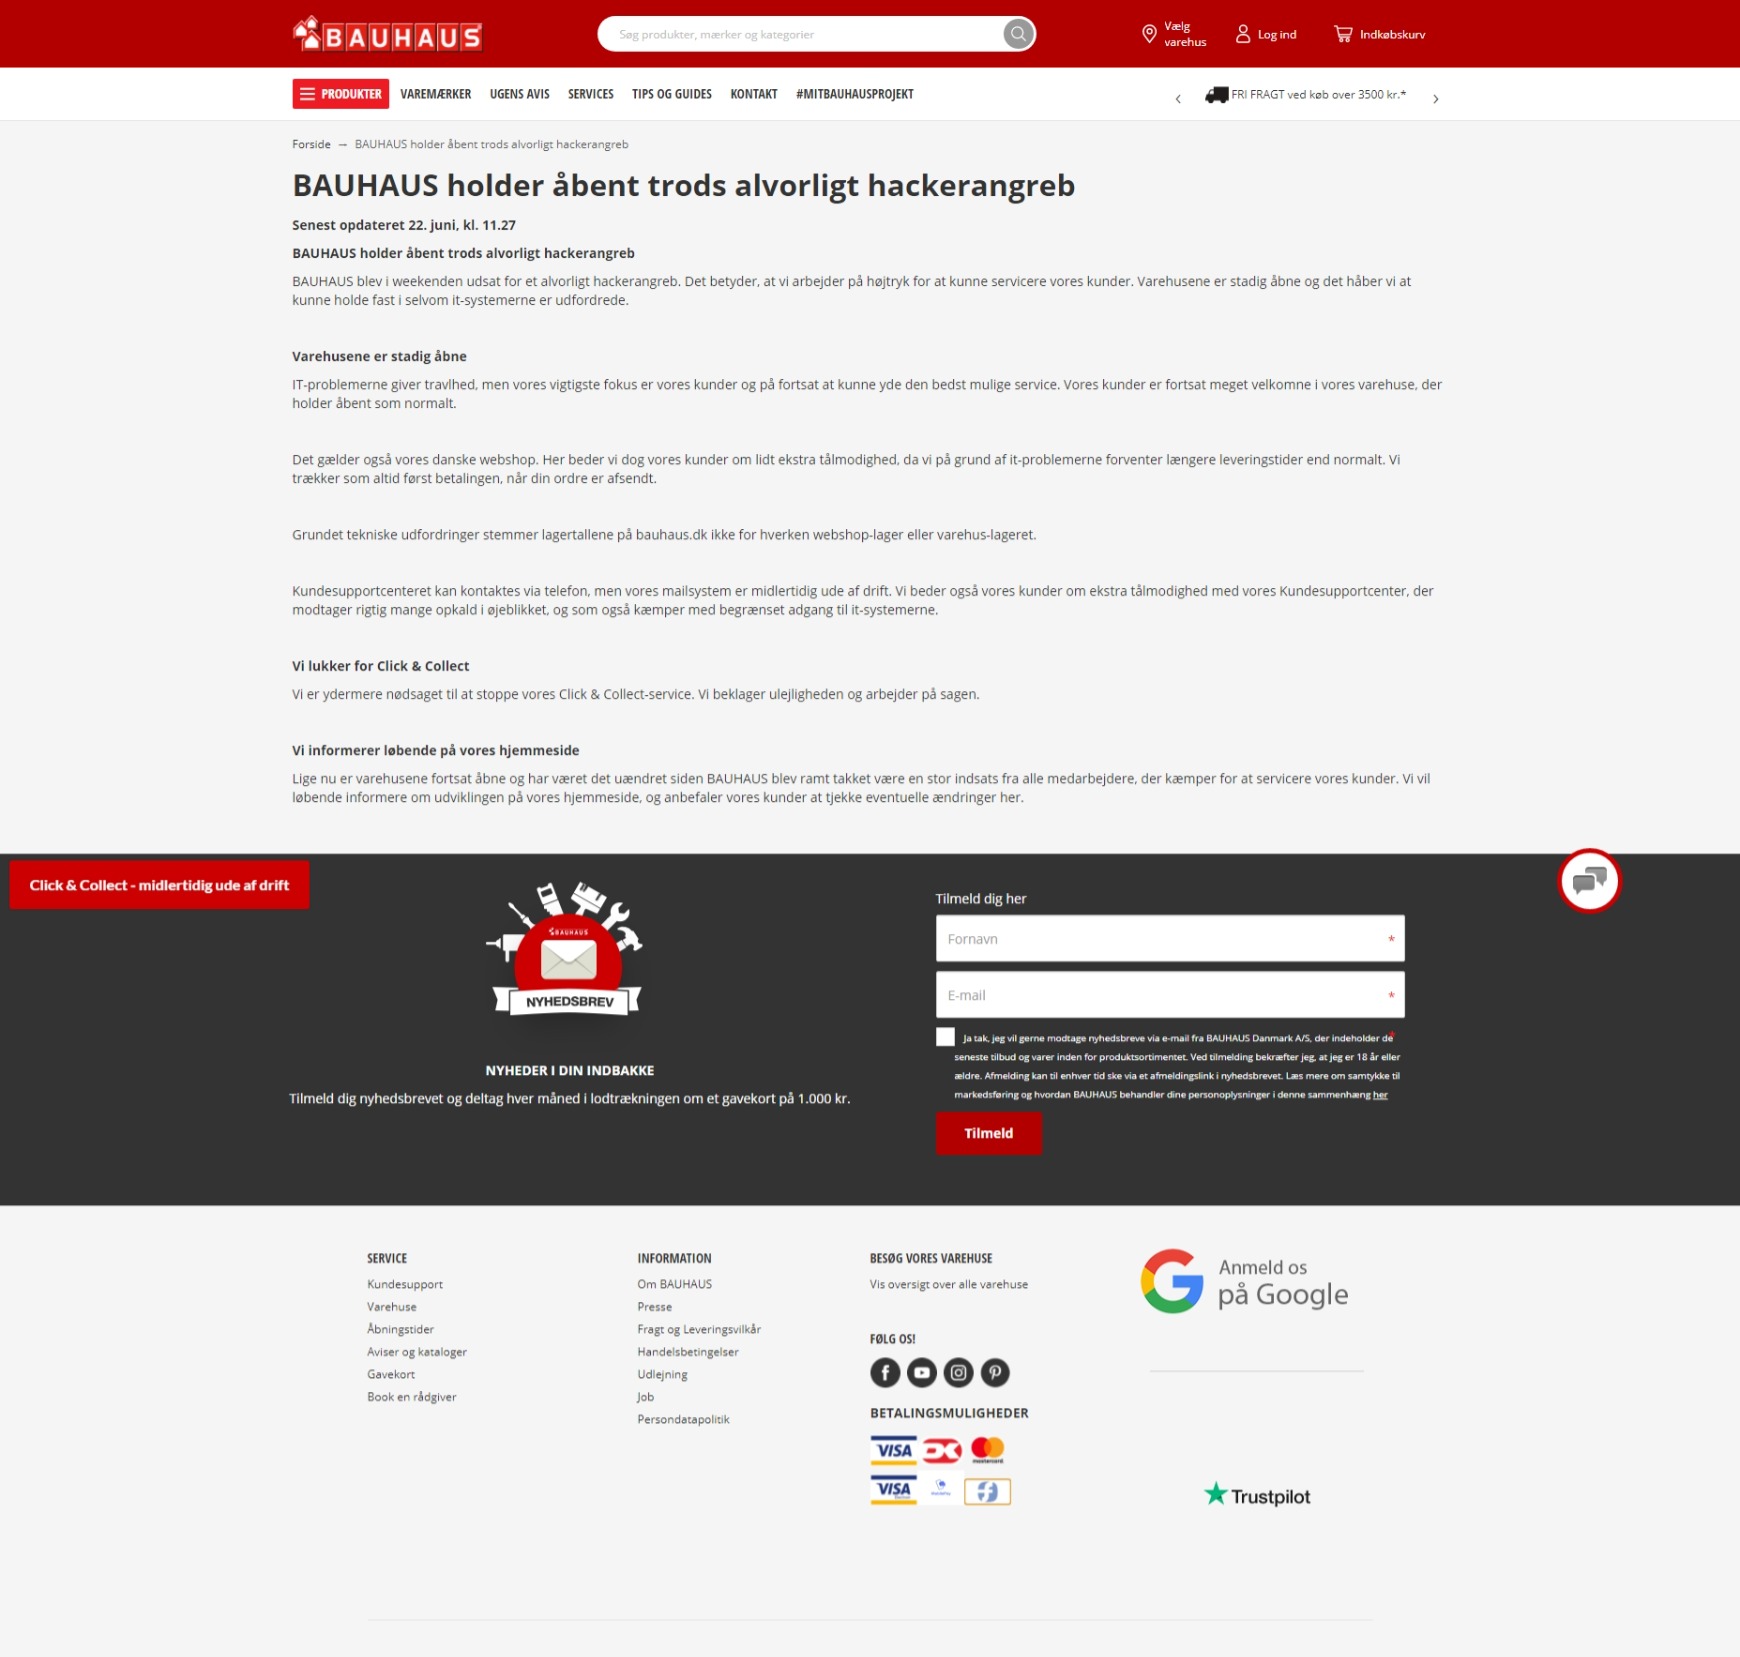 BAUHAUS
Søg produkter, mærker og kategorier
Vælg
varehus
Log ind
Indkøbskurv
PRODUKTER
VAREMÆRKER
UGENS AVIS
SERVICES
TIPS OG GUIDES
KONTAKT
#MITBAUHAUSPROJEKT
FRI FRAGT ved køb over 3500 kr.*
Forside → BAUHAUS holder åbent trods alvorligt hackerangreb
BAUHAUS holder åbent trods alvorligt hackerangreb
Senest opdateret 22. juni, kl. 11.27
BAUHAUS holder åbent trods alvorligt hackerangreb
BAUHAUS blev i weekenden udsat for et alvorligt hackerangreb. Det betyder, at vi arbejder på højtryk for at kunne servicere vores kunder. Varehusene er stadig åbne og det håber vi at
kunne holde fast i selvom it-systemerne er udfordrede.
Varehusene er stadig åbne
IT-problemerne giver travlhed, men vores vigtigste fokus er vores kunder og på fortsat at kunne yde den bedst mulige service. Vores kunder er fortsat meget velkomne i vores varehuse, der
holder åbent som normalt.
Det gælder også vores danske webshop. Her beder vi dog vores kunder om lidt ekstra tålmodighed, da vi på grund af it-problemerne forventer længere leveringstider end normalt. Vi
trækker som altid først betalingen, når din ordre er afsendt.
Grundet tekniske udfordringer stemmer lagertallene på bauhaus.dk ikke for hverken webshop-lager eller varehus-lageret.
Kundesupportcenteret kan kontaktes via telefon, men vores mailsystem er midlertidig ude af drift. Vi beder også vores kunder om ekstra tålmodighed med vores Kundesupportcenter, der
modtager rigtig mange opkald i øjeblikket, og som også kæmper med begrænset adgang til it-systemerne.
Vi lukker for Click & Collect
Vi er ydermere nødsaget til at stoppe vores Click & Collect-service. Vi beklager ulejligheden og arbejder på sagen.
Vi informerer løbende på vores hjemmeside
Lige nu er varehusene fortsat åbne og har været det uændret siden BAUHAUS blev ramt takket være en stor indsats fra alle medarbejdere, der kæmper for at servicere vores kunder. Vi vil
løbende informere om udviklingen på vores hjemmeside, og anbefaler vores kunder at tjekke eventuelle ændringer her.
Click & Collect - midlertidig ude af drift
BAUHAUS
NYHEDSBREV
NYHEDER I DIN INDBAKKE
Tilmeld dig nyhedsbrevet og deltag hver måned i lodtrækningen om et gavekort på 1.000 kr.
Tilmeld dig her
Fornavn *
E-mail *
Ja tak, jeg vil gerne modtage nyhedsbreve via e-mail fra BAUHAUS Danmark A/S, der indeholder de *
seneste tilbud og varer inden for produktsortimentet. Ved tilmelding bekræfter jeg, at jeg er 18 år eller
ældre. Afmelding kan til enhver tid ske via et afmeldingslink i nyhedsbrevet. Læs mere om samtykke til
markedsføring og hvordan BAUHAUS behandler dine personoplysninger i denne sammenhæng her
Tilmeld
SERVICE
Kundesupport
Varehuse
Åbningstider
Aviser og kataloger
Gavekort
Book en rådgiver
INFORMATION
Om BAUHAUS
Presse
Fragt og Leveringsvilkår
Handelsbetingelser
Udlejning
Job
Persondatapolitik
BESØG VORES VAREHUSE
Vis oversigt over alle varehuse
FØLG OS!
BETALINGSMULIGHEDER
VISA
mastercard
VISA
Anmeld os
på Google
Trustpilot